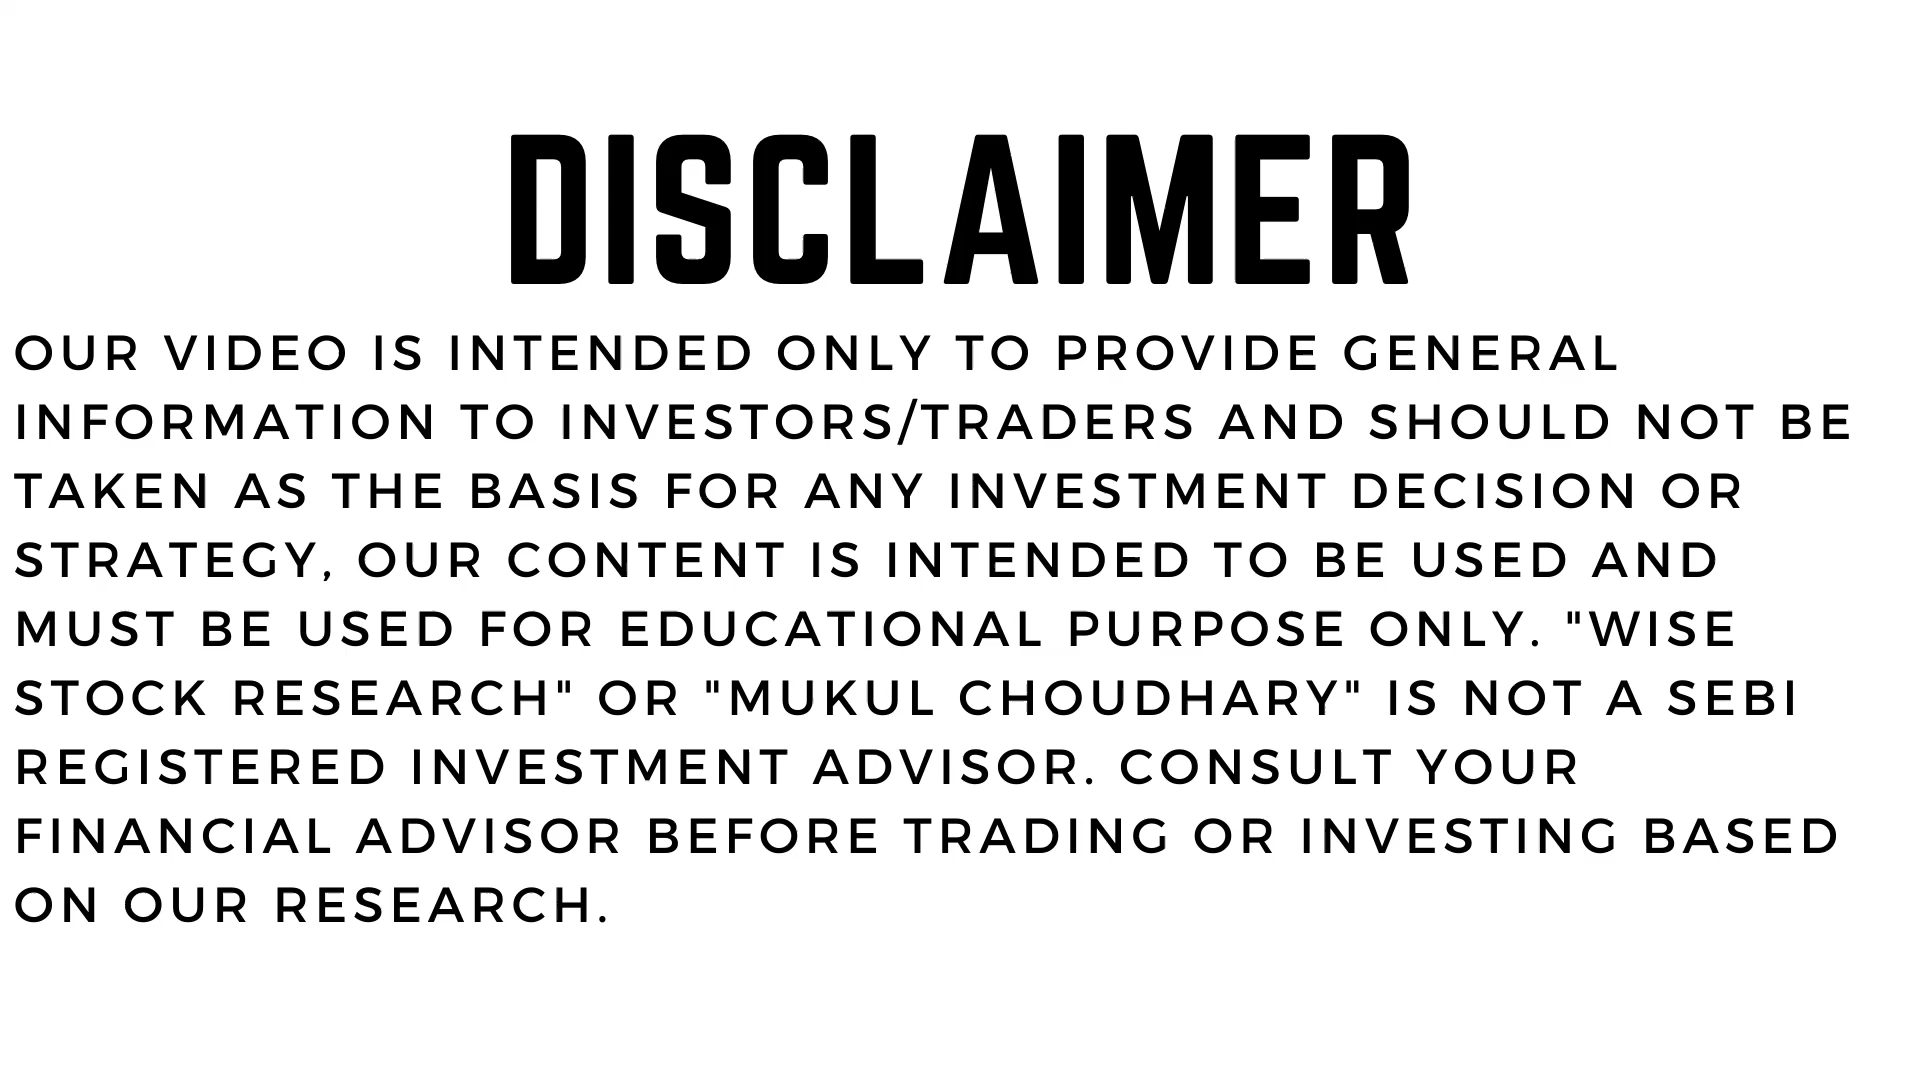 DISCLAIMER
OUR VIDEO IS INTENDED ONLY TO PROVIDE GENERAL
INFORMATION TO INVESTORS/TRADERS AND SHOULD NOT BE
TAKEN AS THE BASIS FOR ANY INVESTMENT DECISION OR
STRATEGY, OUR CONTENT IS INTENDED TO BE USED AND
MUST BE USED FOR EDUCATIONAL PURPOSE ONLY. "WISE
STOCK RESEARCH" OR "MUKUL CHOUDHARY" IS NOT A SEBI
REGISTERED INVESTMENT ADVISOR. CONSULT YOUR
FINANCIAL ADVISOR BEFORE TRADING OR INVESTING BASED
ON OUR RESEARCH.